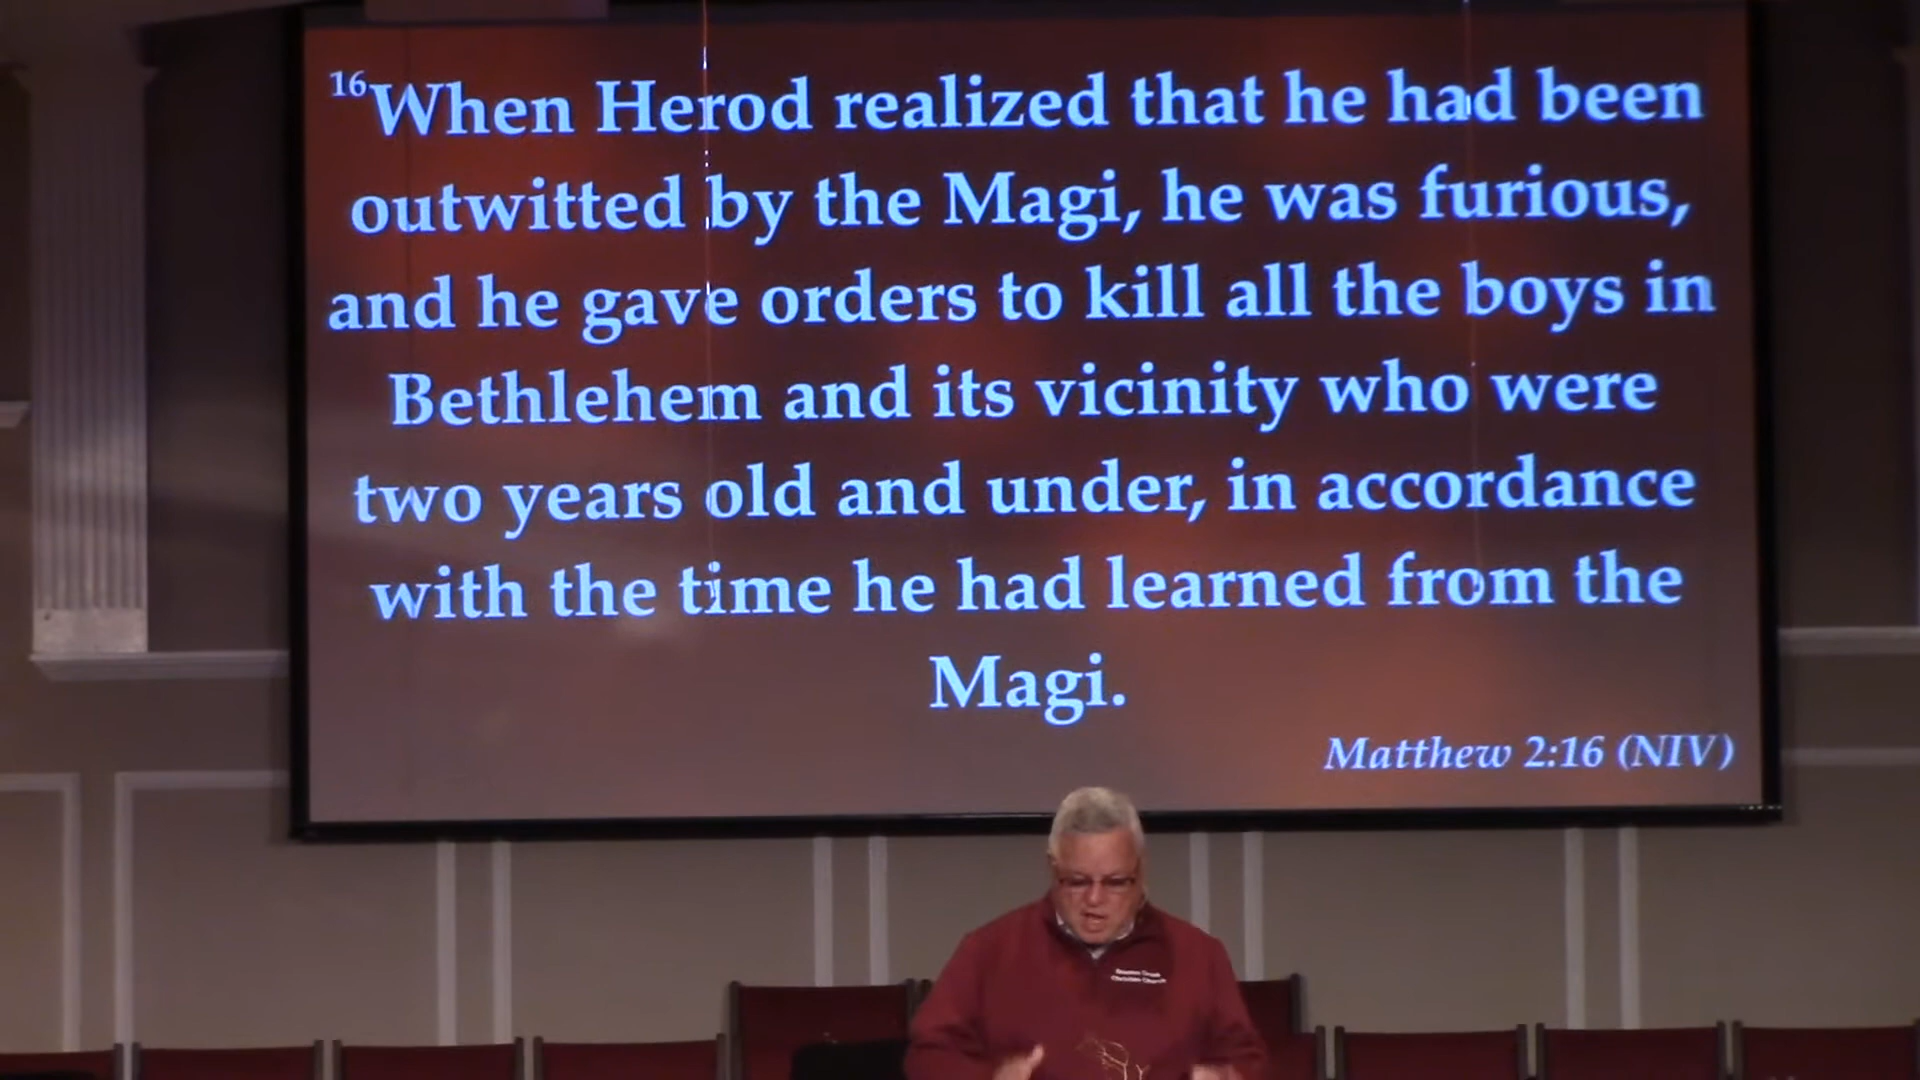 16When Herod realized that he had been
outwitted by the Magi, he was furious,
and he gave orders to kill all the boys in
Bethlehem and its vicinity who were
two years old and under, in accordance
with the time he had learned from the
Magi.
Matthew 2:16 (NIV)
Christian Church